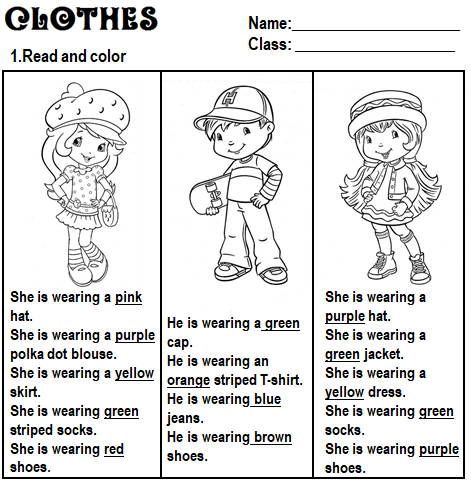 CLOTHES
Name:____________________
Class: ____________________
1.Read and color
H
She is wearing a pink
hat.
She is wearing a purple
polka dot blouse.
She is wearing a yellow
skirt.
She is wearing green
striped socks.
She is wearing red
shoes.
He is wearing a green
cap.
He is wearing an
orange striped T-shirt.
He is wearing blue
jeans.
He is wearing brown
shoes.
She is wearing a
purple hat.
She is wearing a
green jacket.
She is wearing a
yellow dress.
She is wearing green
socks.
She is wearing purple
shoes.